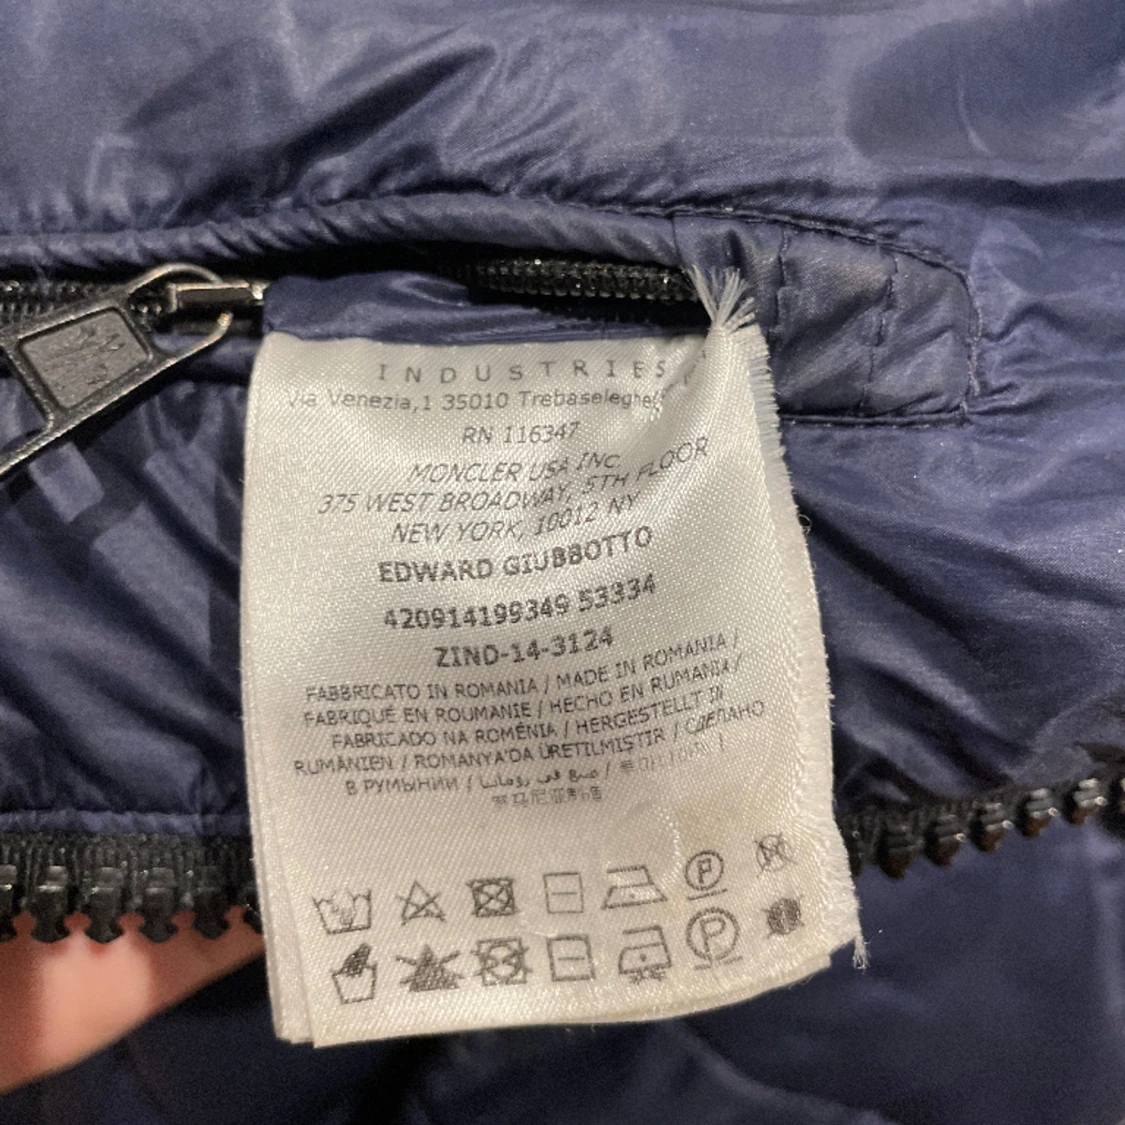 INDUSTRIES
Via Venezia,1 35010 Trebaseleghe(
RN 116347
MONCLER USA INC.
375 WEST BROADWAY, 5TH FLOOR
NEW YORK, 10012 NY
EDWARD GIUBBOTTO
420914199349 53334
ZIND-14-3124
FABBRICATO IN ROMANIA / MADE IN ROMANIA /
FABRIQUÉ EN ROUMANIE / HECHO EN RUMANIA /
FABRICADO NA ROMÉNIA / HERGESTELLT IN
RUMÄNIEN / ROMANYA'DA ÜRETILMISTIR / СДЕЛАНО
В РУМЫНИИ / صنع في رومانيا /
P
P